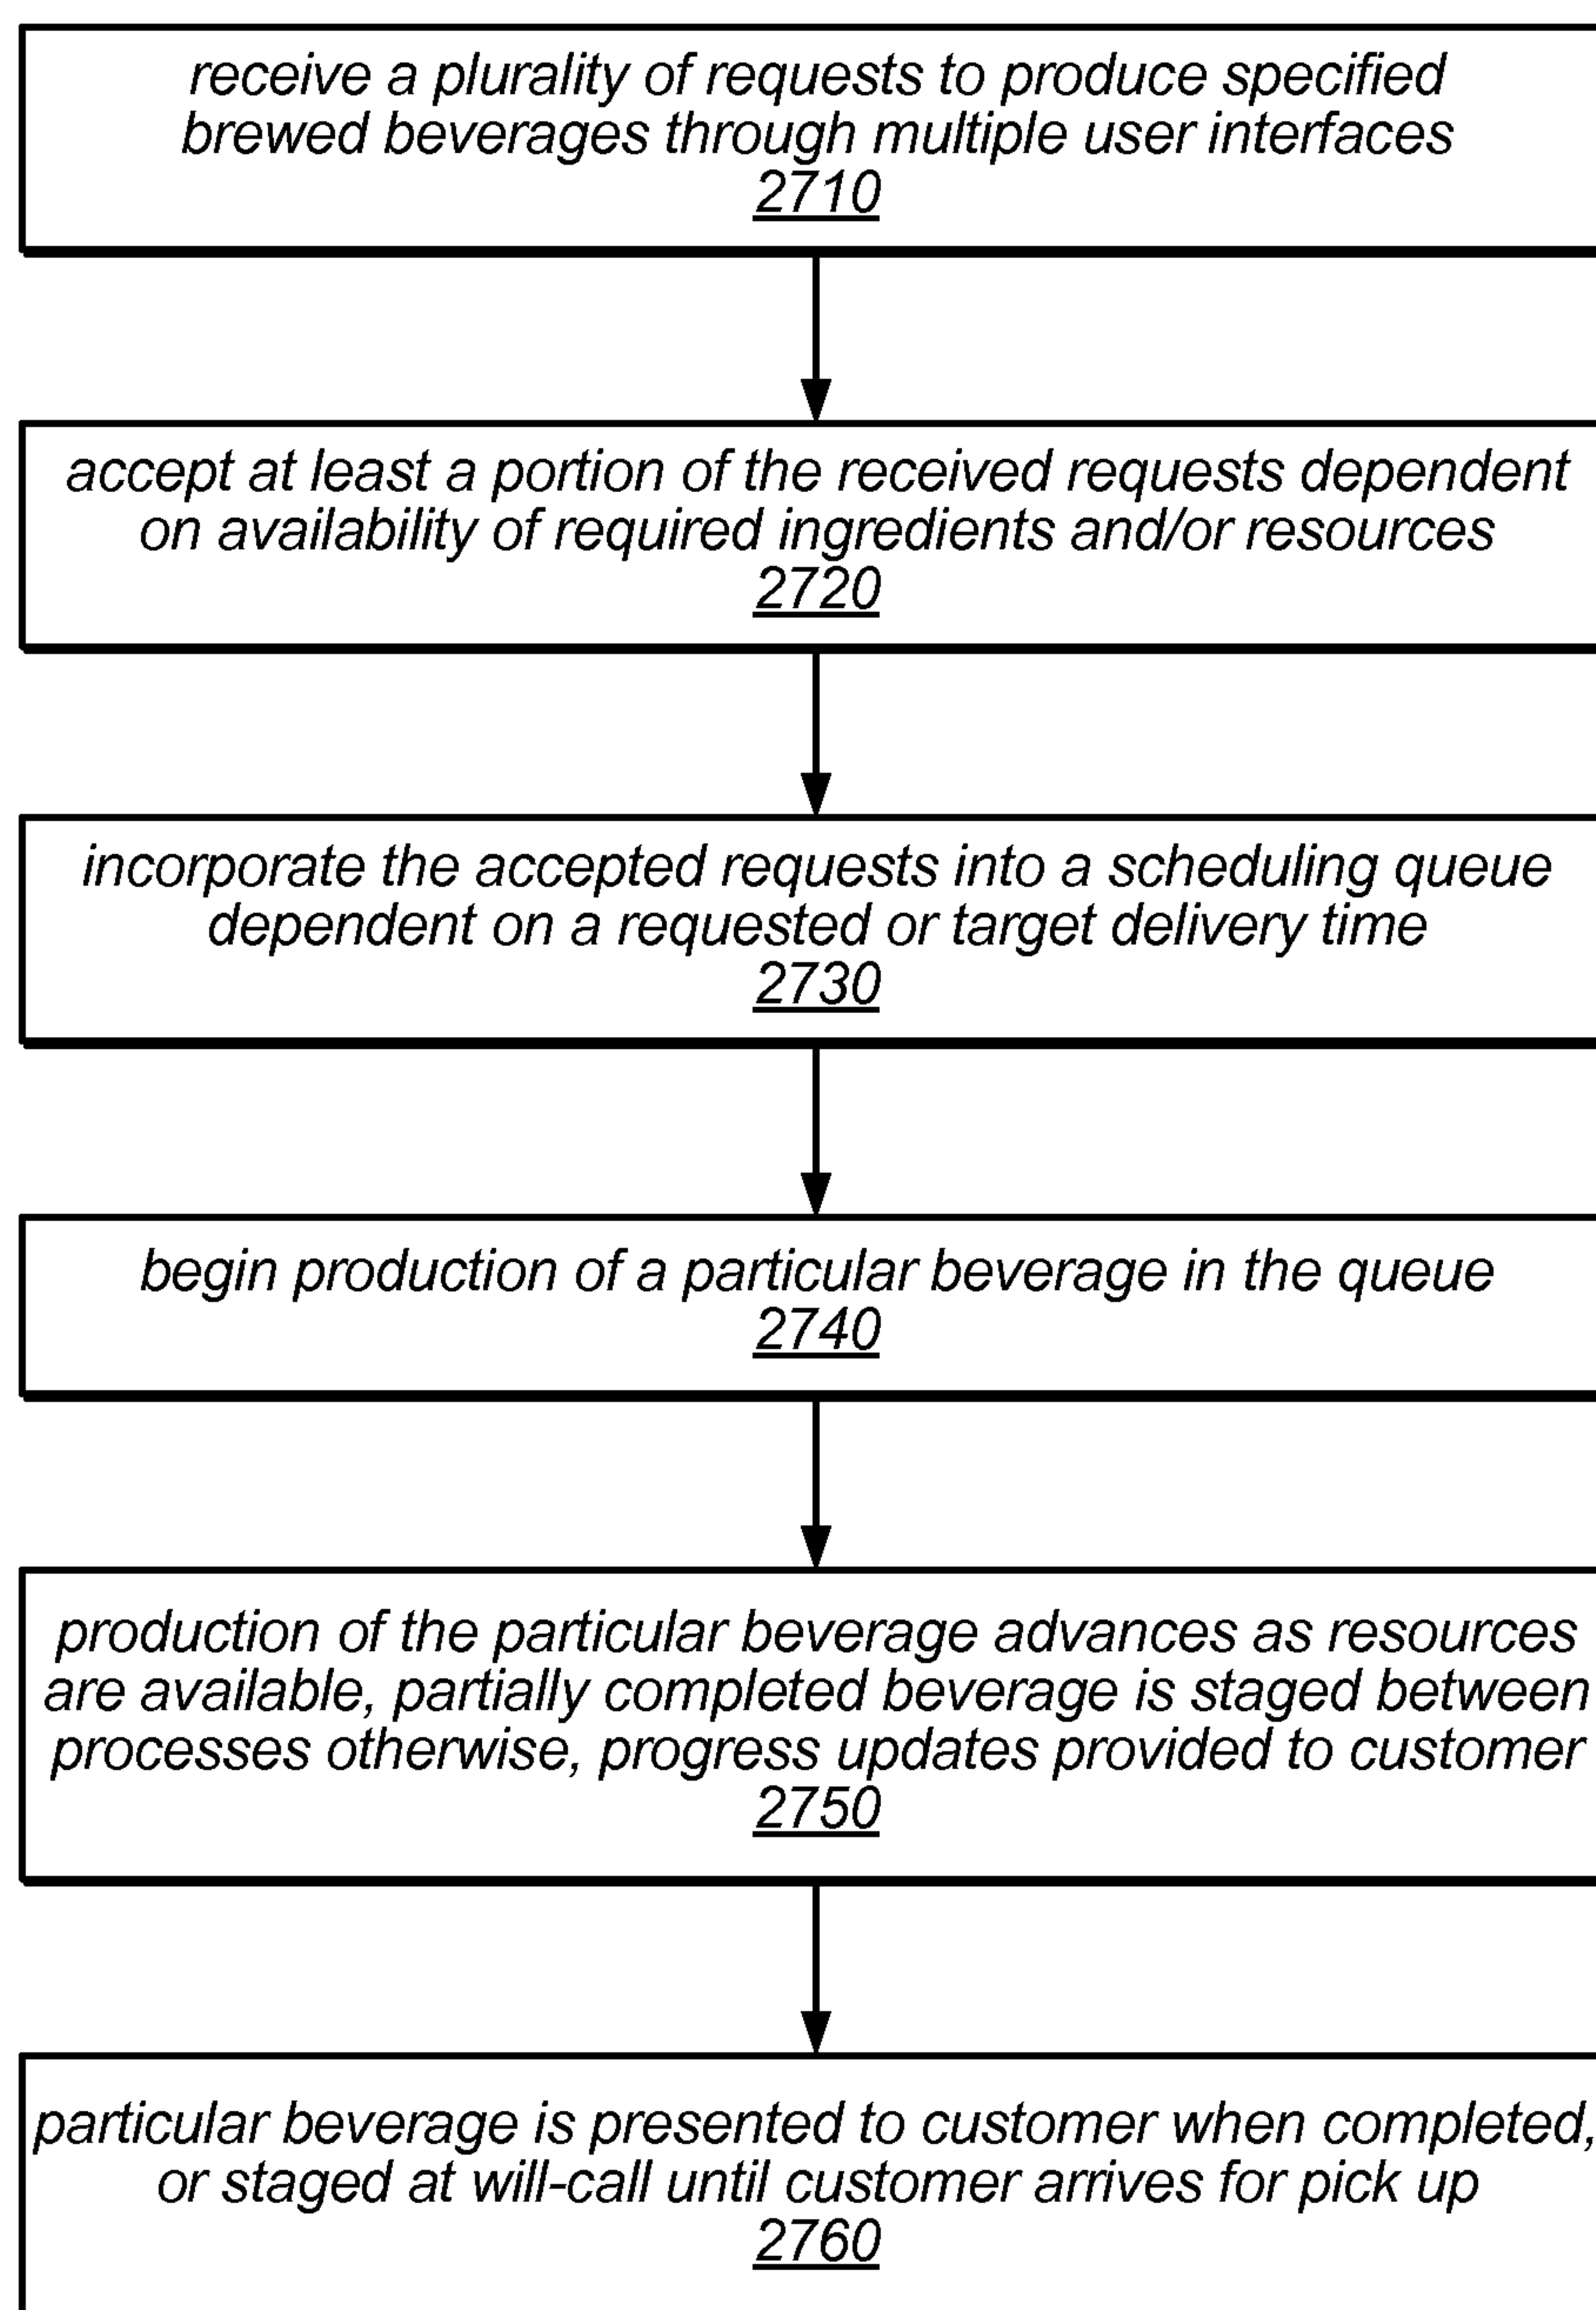 receive a plurality of requests to produce specified
brewed beverages through multiple user interfaces
2710
accept at least a portion of the received requests dependent
on availability of required ingredients and/or resources
2720
incorporate the accepted requests into a scheduling queue
dependent on a requested or target delivery time
2730
begin production of a particular beverage in the queue
2740
production of the particular beverage advances as resources
are available, partially completed beverage is staged between
processes otherwise, progress updates provided to customer
2750
particular beverage is presented to customer when completed,
or staged at will-call until customer arrives for pick up
2760